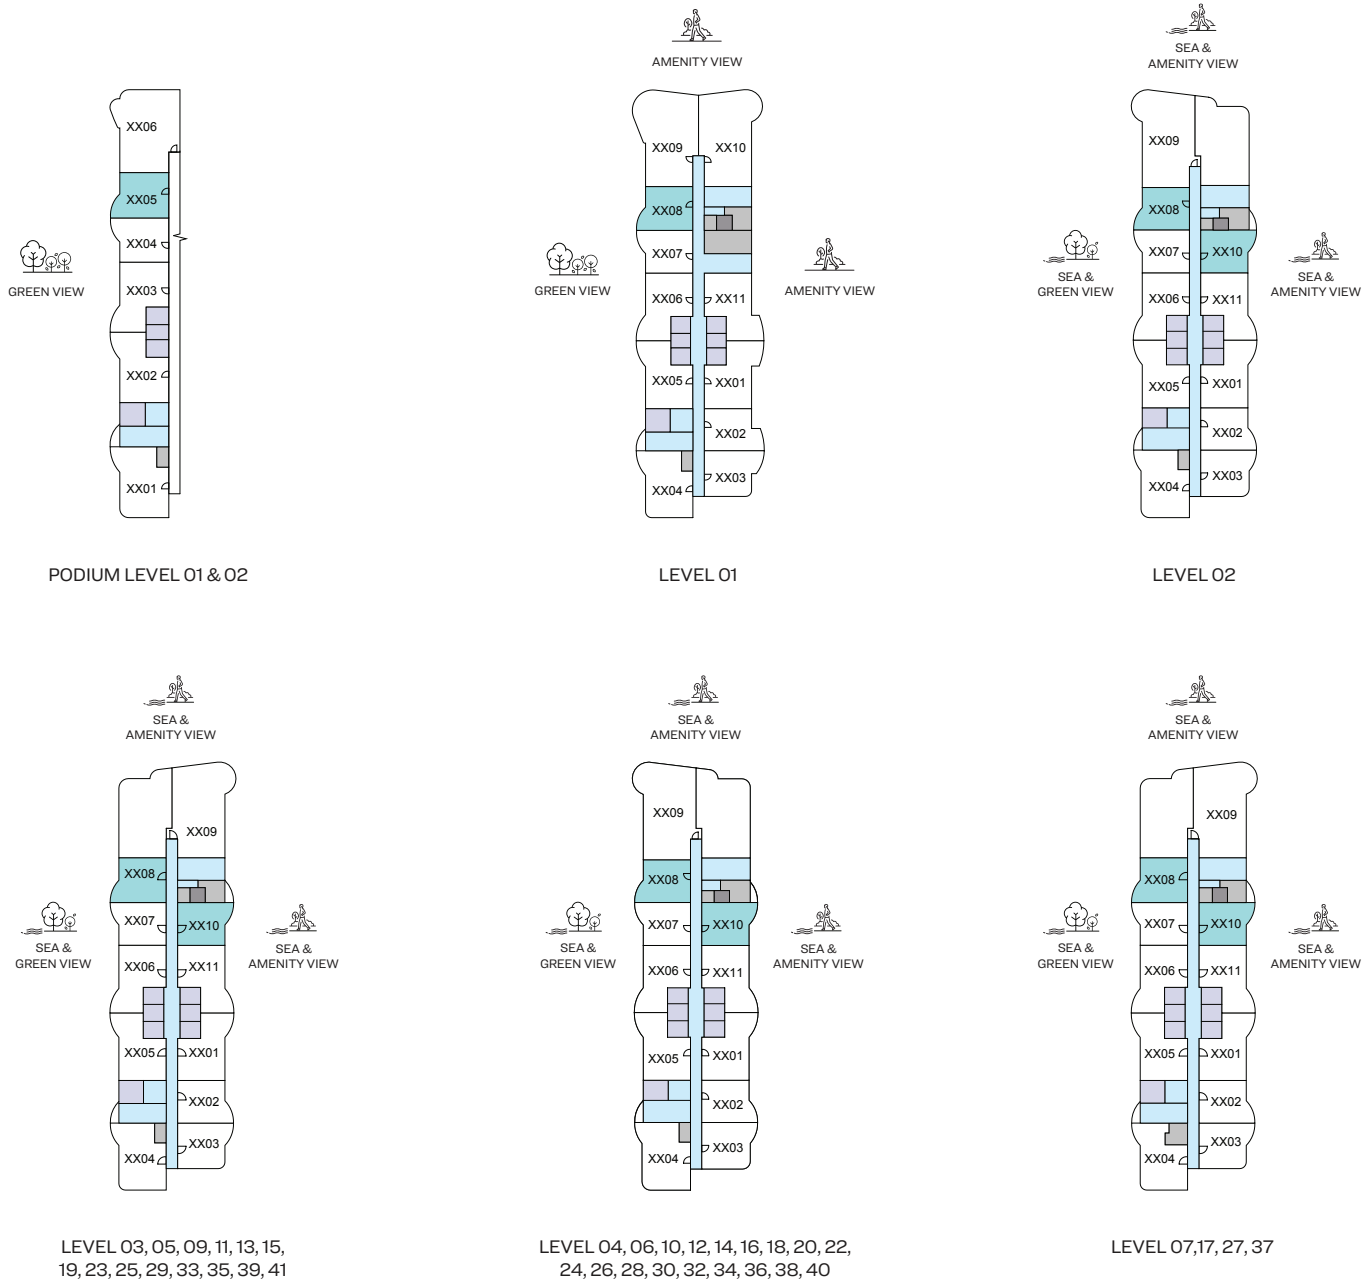 XX06
XX05
XX04
XX03
XX02
XX01
GREEN VIEW
PODIUM LEVEL 01 & 02
AMENITY VIEW
XX09
XX10
XX08
XX07
XX06
XX11
XX05
XX01
XX02
XX04
XX03
GREEN VIEW
AMENITY VIEW
LEVEL 01
SEA &
AMENITY VIEW
XX09
XX08
XX07
XX10
XX06
XX11
XX05
XX01
XX02
XX04
XX03
SEA &
GREEN VIEW
SEA &
AMENITY VIEW
LEVEL 02
SEA &
AMENITY VIEW
XX09
XX08
XX07
XX10
XX06
XX11
XX05
XX01
XX02
XX04
XX03
SEA &
GREEN VIEW
SEA &
AMENITY VIEW
LEVEL 03, 05, 09, 11, 13, 15,
19, 23, 25, 29, 33, 35, 39, 41
SEA &
AMENITY VIEW
XX09
XX08
XX07
XX10
XX06
XX11
XX05
XX01
XX02
XX04
XX03
SEA &
GREEN VIEW
SEA &
AMENITY VIEW
LEVEL 04, 06, 10, 12, 14, 16, 18, 20, 22,
24, 26, 28, 30, 32, 34, 36, 38, 40
SEA &
AMENITY VIEW
XX09
XX08
XX07
XX10
XX06
XX11
XX05
XX01
XX02
XX04
XX03
SEA &
GREEN VIEW
SEA &
AMENITY VIEW
LEVEL 07,17, 27, 37